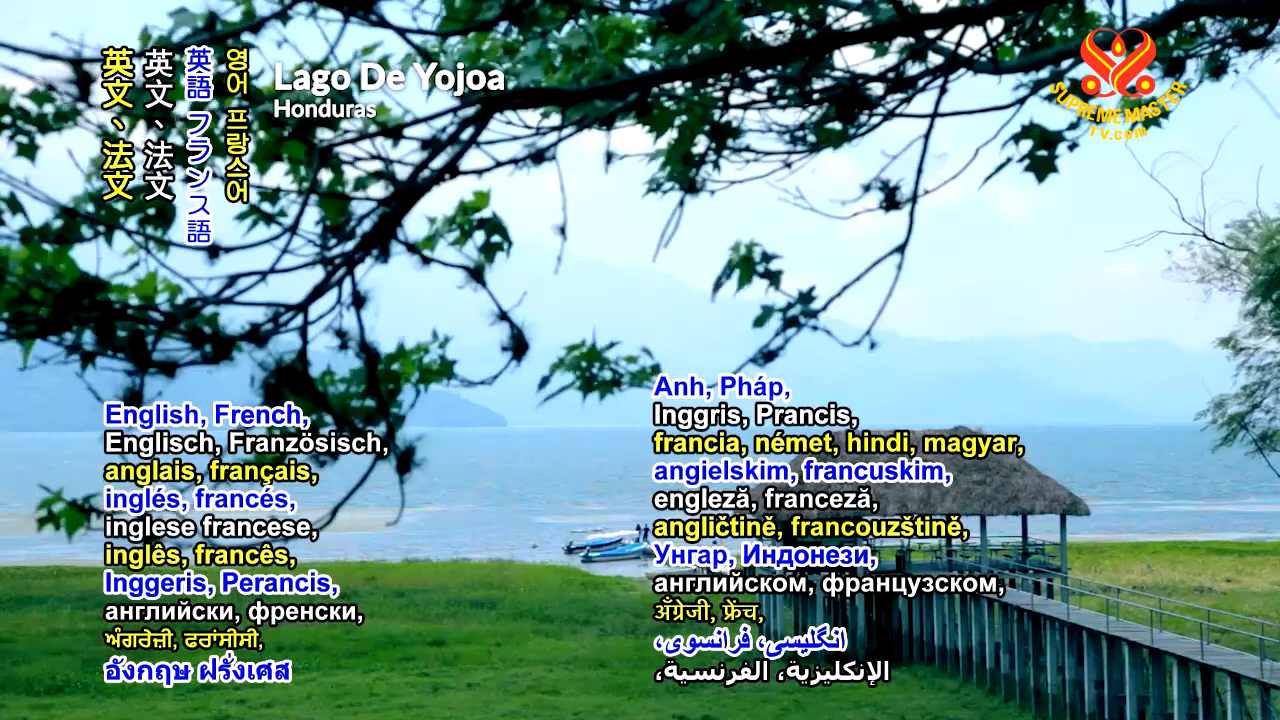 英文、法文
英文、法文
英語 フランス語
영어 프랑스어
Lago De Yojoa
Honduras
SUPREME MASTER
TV.com
English, French,
Englisch, Französisch,
anglais, français,
inglés, francés,
inglese francese,
inglês, francês,
Inggeris, Perancis,
английски, френски,
ਅੰਗਰੇਜ਼ੀ, ਫਰਾਂਸੀਸੀ,
อังกฤษ ฝรั่งเศส
Anh, Pháp,
Inggris, Prancis,
francia, német, hindi, magyar,
angielskim, francuskim,
engleză, franceză,
angličtině, francouzštině,
Унгар, Индонези,
английском, французском,
अँग्रेजी, फ्रेंच,
انگلیسی، فرانسوی،
الإنكليزية، الفرنسية،